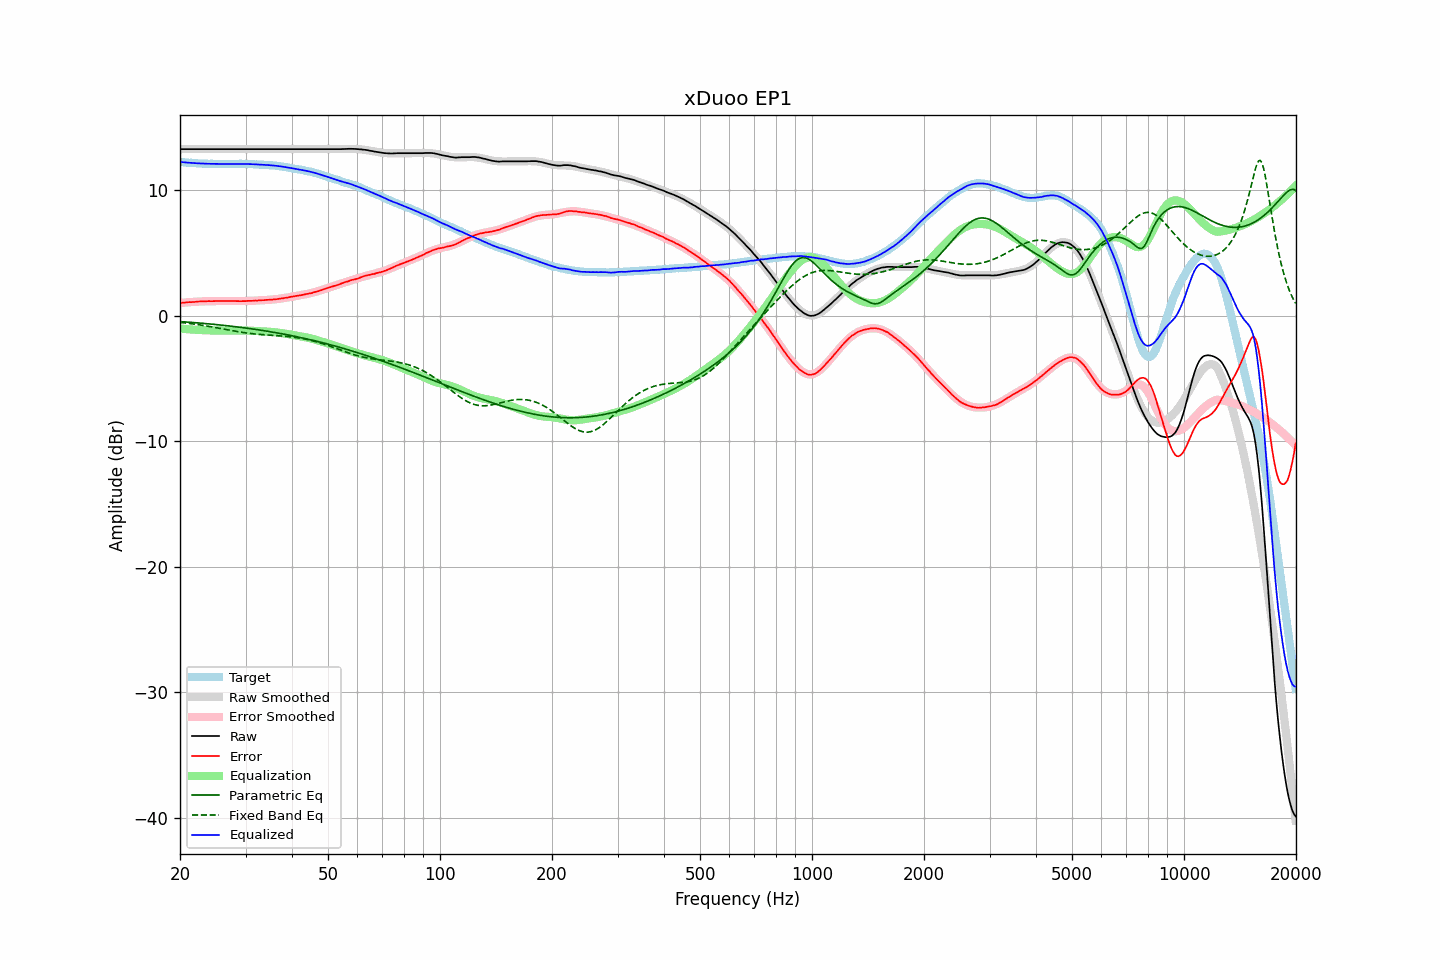 xDuoo EP1
Amplitude (dBr)
10
0
−10
−20
−30
−40
Target
Raw Smoothed
Error Smoothed
Raw
Error
Equalization
Parametric Eq
Fixed Band Eq
Equalized
20 50 100 200 500 1000 2000 5000 10000 20000
Frequency (Hz)